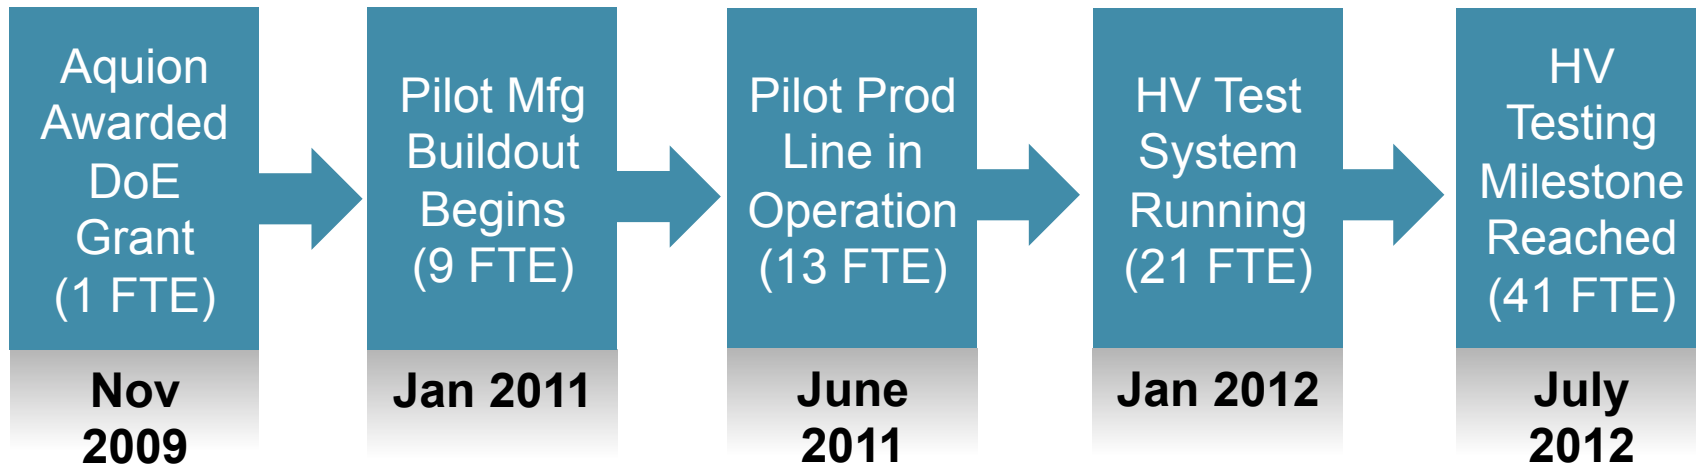 Aquion
Awarded
DoE
Grant
(1 FTE)
Nov
2009
Pilot Mfg
Buildout
Begins
(9 FTE)
Jan 2011
Pilot Prod
Line in
Operation
(13 FTE)
June
2011
HV Test
System
Running
(21 FTE)
Jan 2012
HV
Testing
Milestone
Reached
(41 FTE)
July
2012